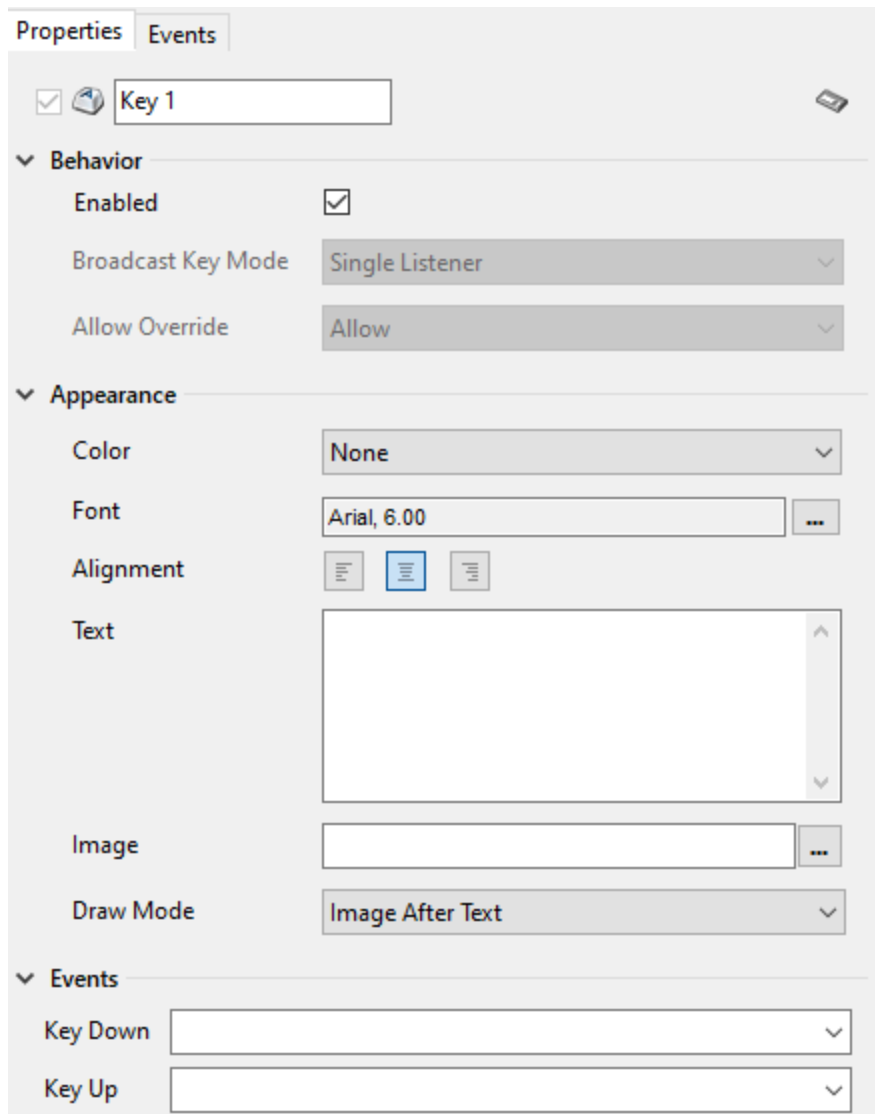 Properties Events
Key 1
Behavior
Enabled
Broadcast Key Mode Single Listener
Allow Override Allow
Appearance
Color None
Font Arial, 6.00 ...
Alignment
Text
Image ...
Draw Mode Image After Text
Events
Key Down
Key Up